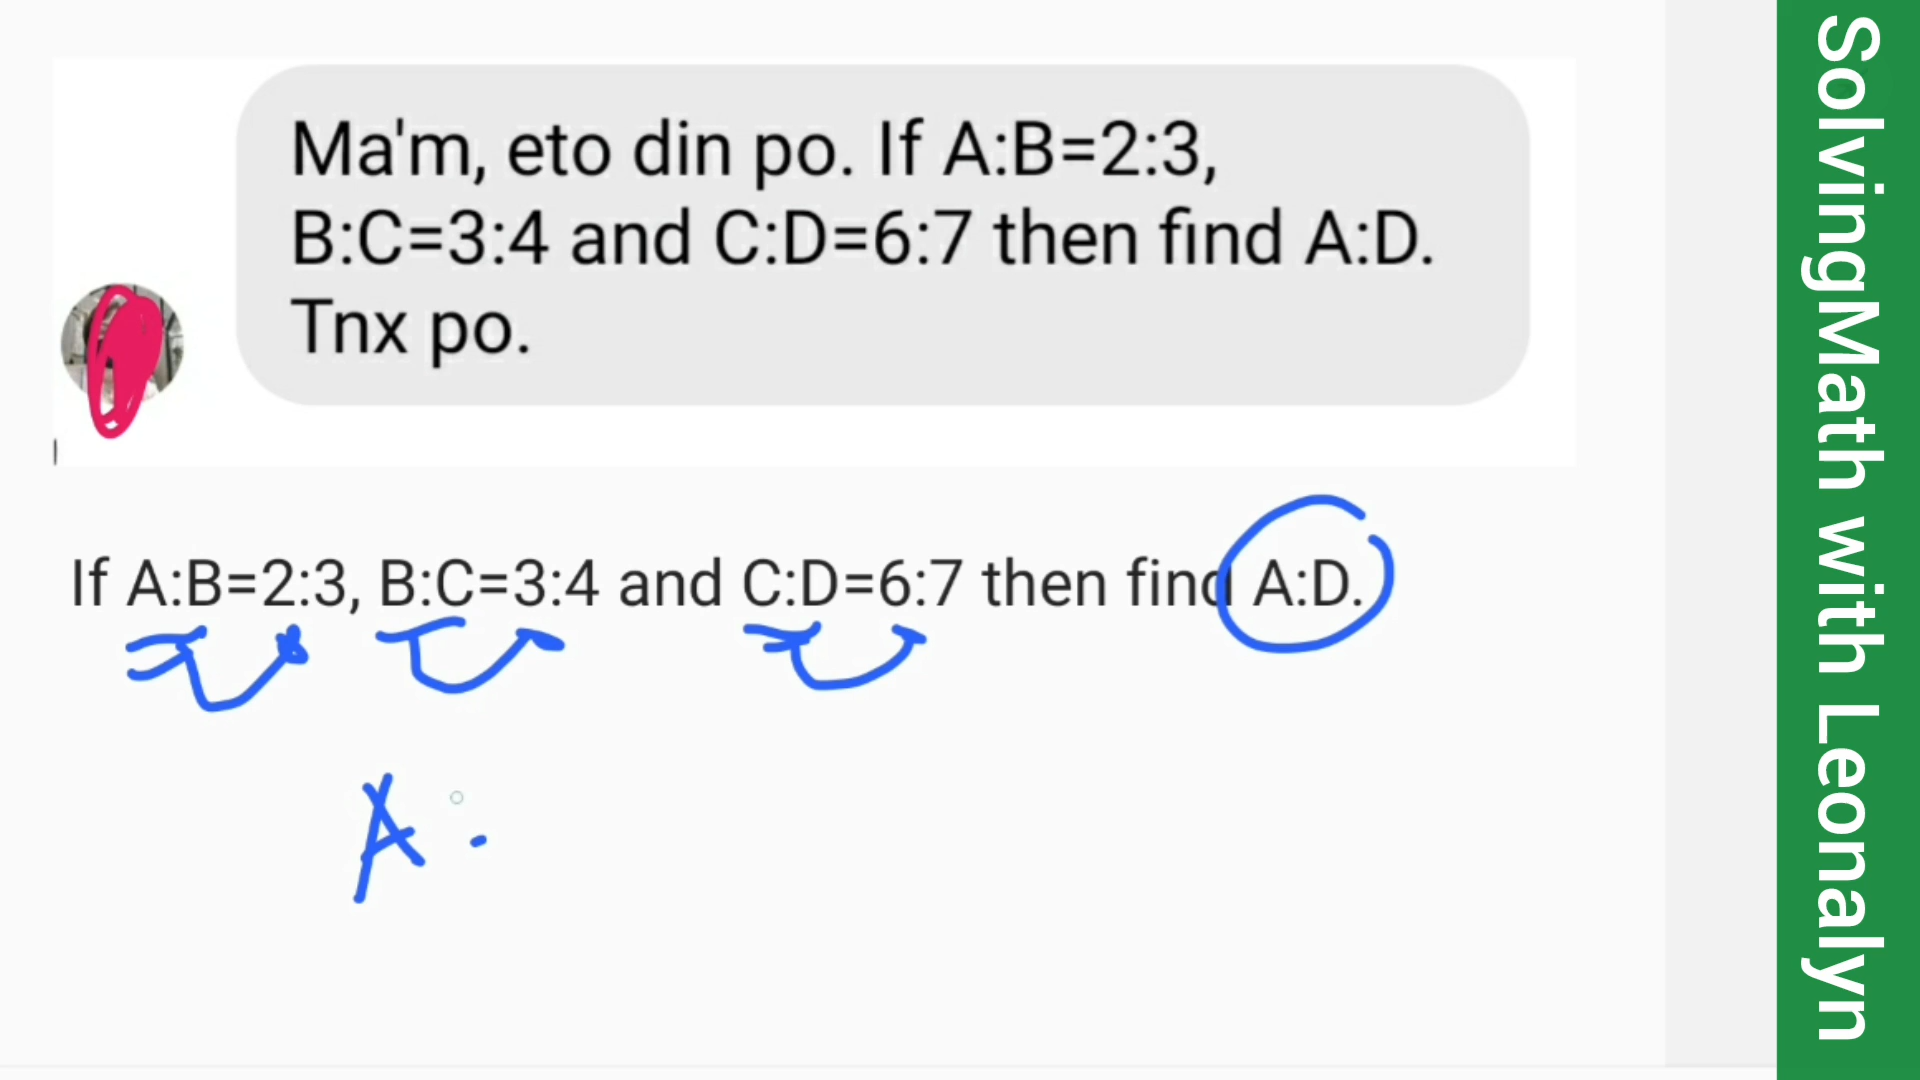 Ma'm, eto din po. If A:B=2:3,
B:C=3:4 and C:D=6:7 then find A:D.
Tnx po.
If A:B=2:3, B:C=3:4 and C:D=6:7 then find A:D.
A .
SolvingMath with Leonalyn